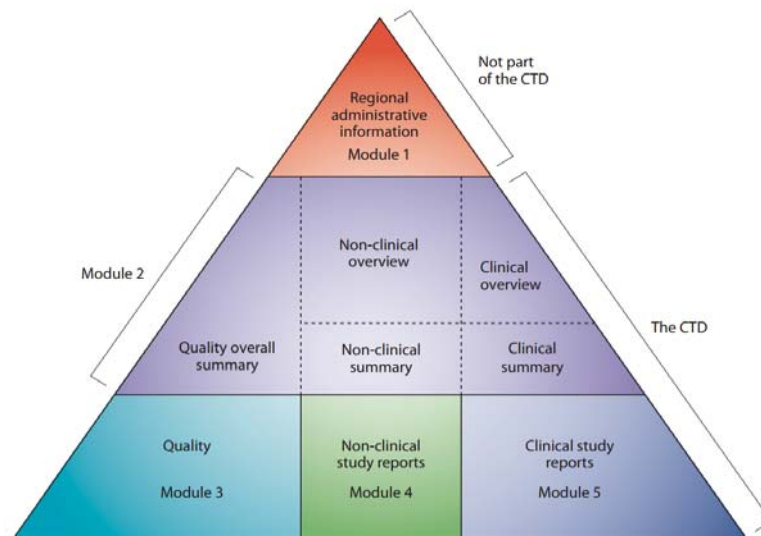 Not part
of the CTD
Regional
administrative
information
Module 1
Module 2
Non-clinical
overview
Clinical
overview
The CTD
Quality overall
summary
Non-clinical
summary
Clinical
summary
Quality
Module 3
Non-clinical
study reports
Module 4
Clinical study
reports
Module 5